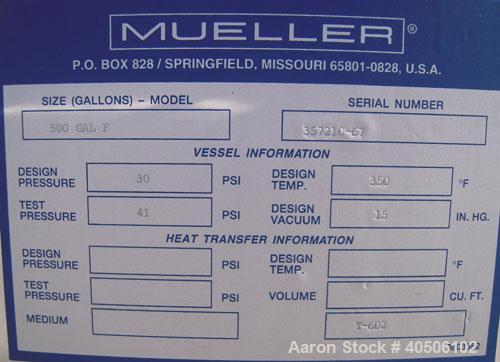 MUELLER®
P.O. BOX 828 / SPRINGFIELD, MISSOURI 65801-0828, U.S.A.
SIZE (GALLONS) – MODEL SERIAL NUMBER
500 GAL F 357210-67
VESSEL INFORMATION
DESIGN PRESSURE 30 PSI DESIGN TEMP. 350 °F
TEST PRESSURE 41 PSI DESIGN VACUUM 15 IN. HG.
HEAT TRANSFER INFORMATION
DESIGN PRESSURE PSI DESIGN TEMP. °F
TEST PRESSURE PSI VOLUME CU. FT.
MEDIUM T-602
Aaron Stock #